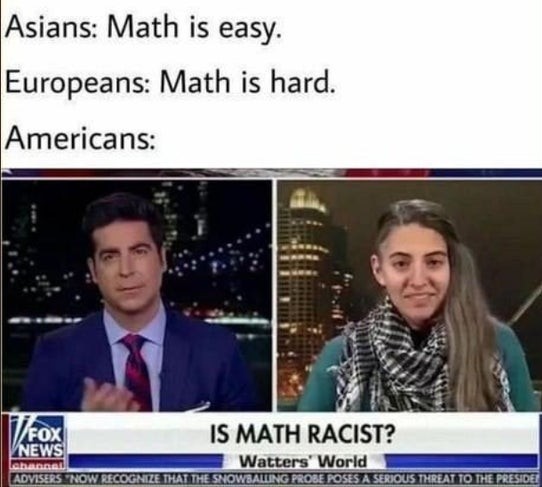 Asians: Math is easy.
Europeans: Math is hard.
Americans:
FOX
NEWS
channel
IS MATH RACIST?
Watters' World
ADVISERS "NOW RECOGNIZE THAT THE SNOWBALLING PROBE POSES A SERIOUS THREAT TO THE PRESIDE